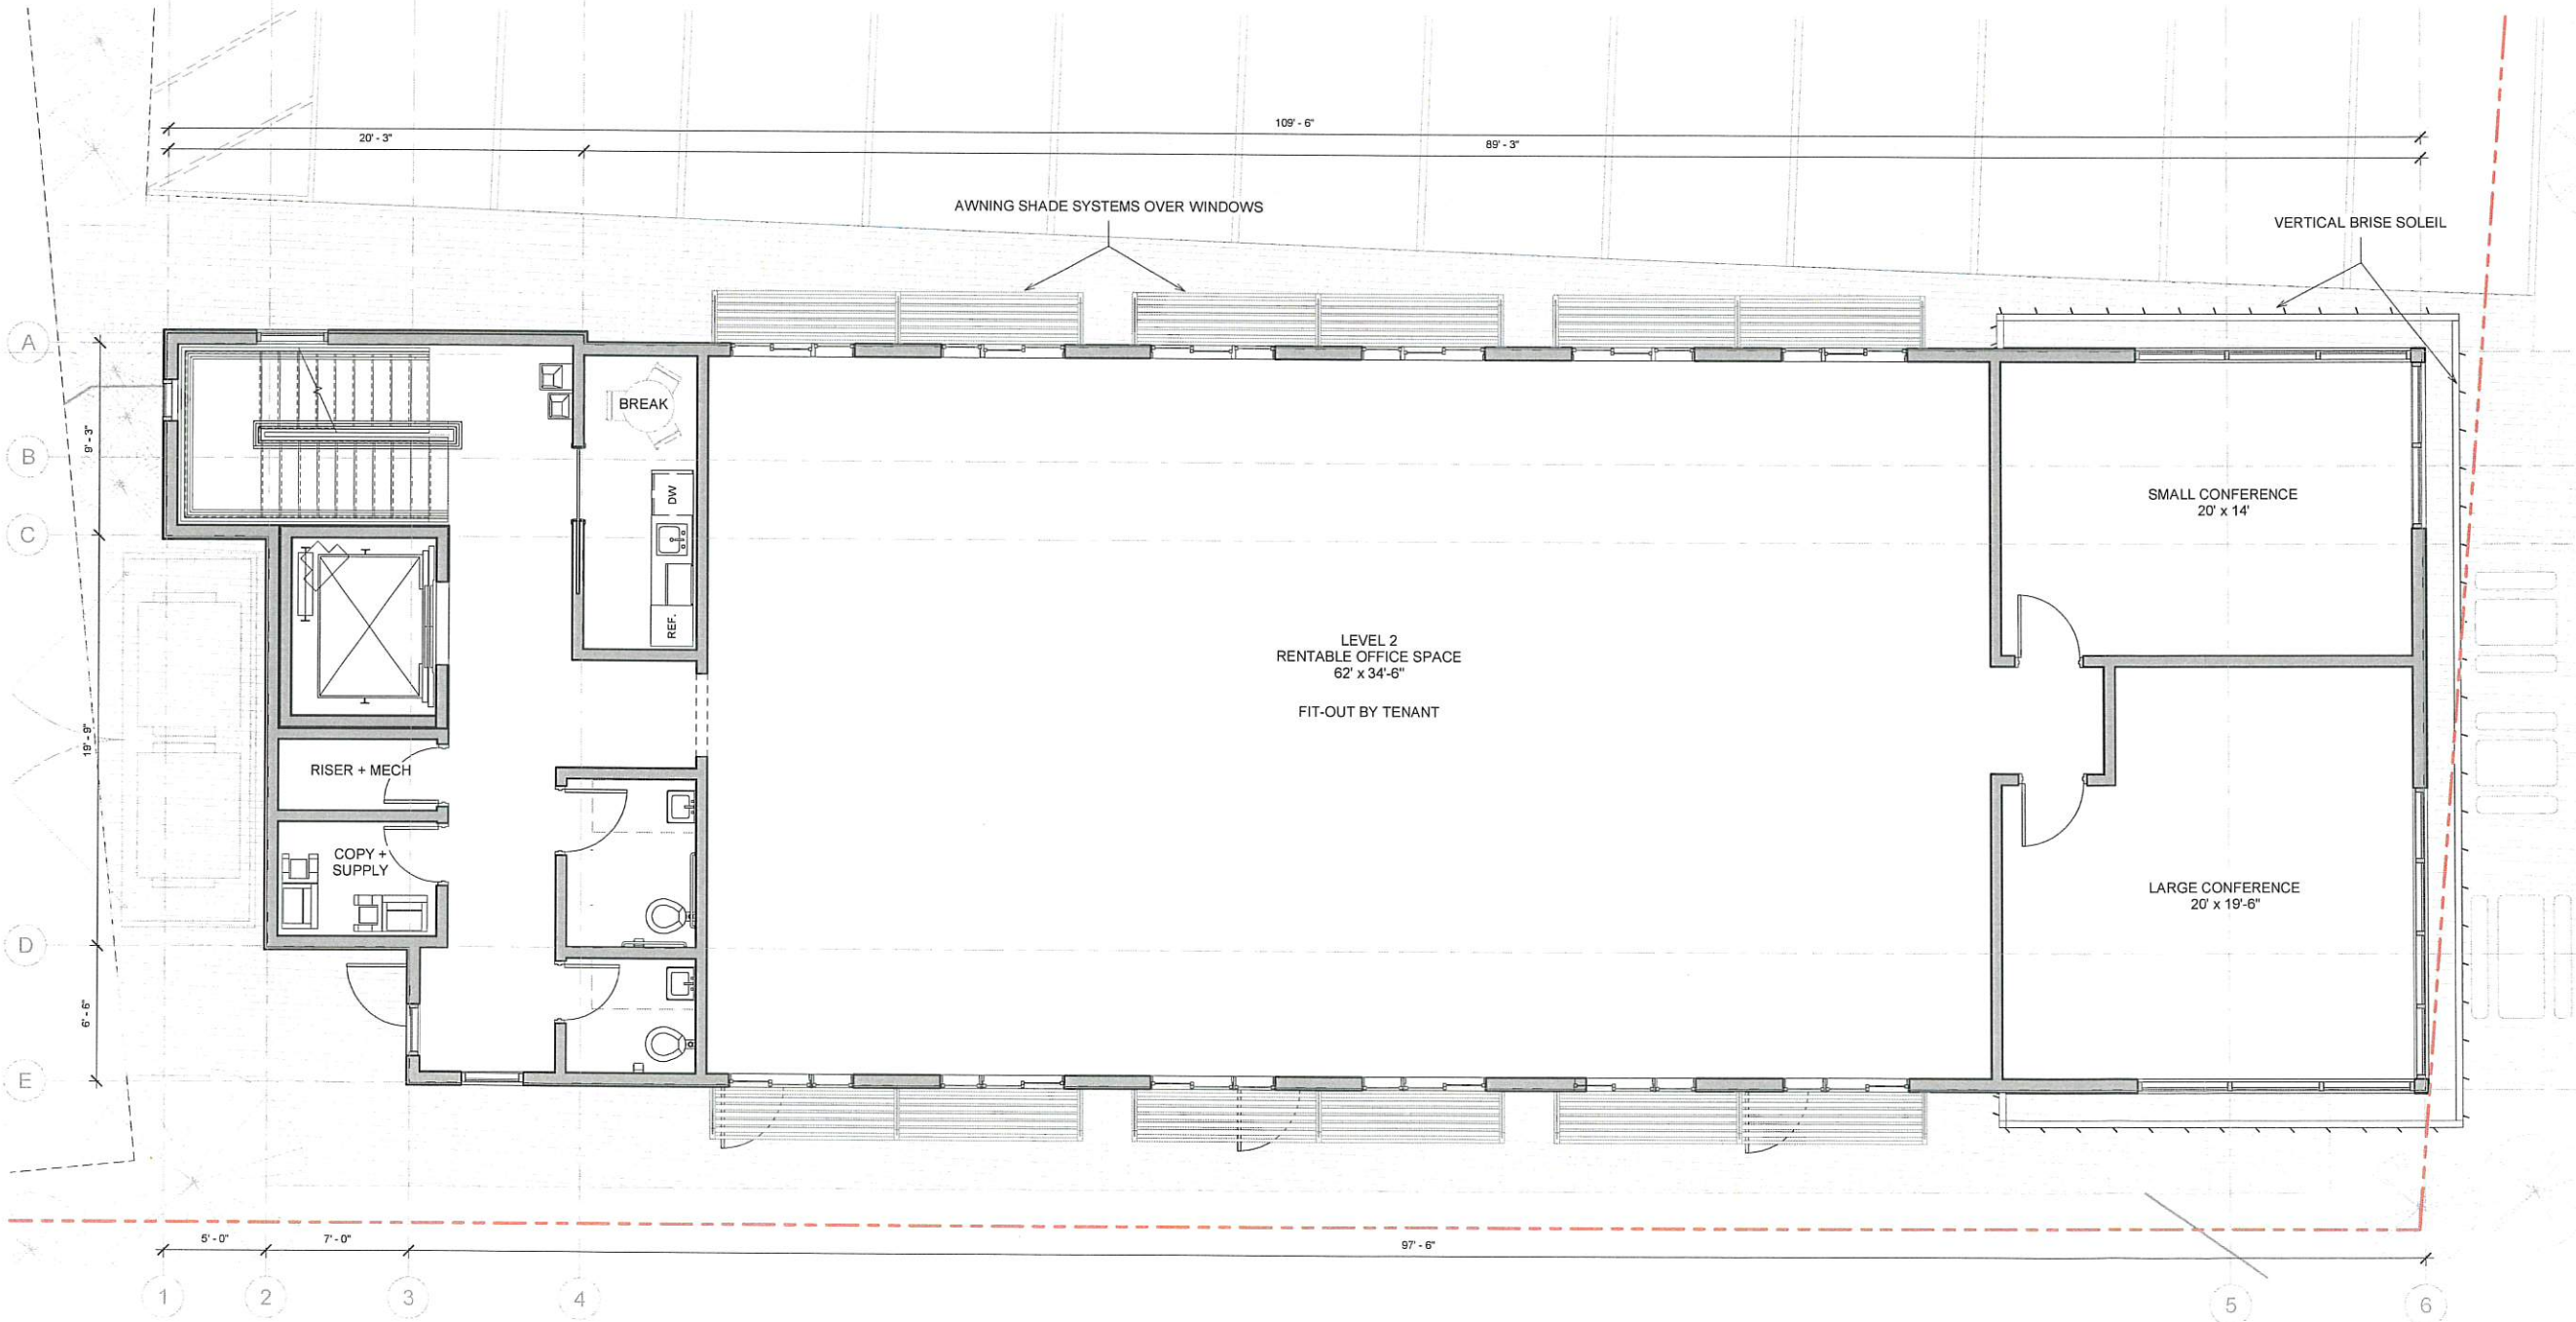 109' - 6"
20' - 3"
89' - 3"
AWNING SHADE SYSTEMS OVER WINDOWS
VERTICAL BRISE SOLEIL
A
BREAK
9' - 3"
B
DW
SMALL CONFERENCE
20' x 14'
C
REF.
LEVEL 2
RENTABLE OFFICE SPACE
62' x 34'-6"
FIT-OUT BY TENANT
19' - 9"
RISER + MECH
COPY +
SUPPLY
LARGE CONFERENCE
20' x 19'-6"
D
6' - 6"
E
5' - 0"
7' - 0"
97' - 6"
1
2
3
4
5
6